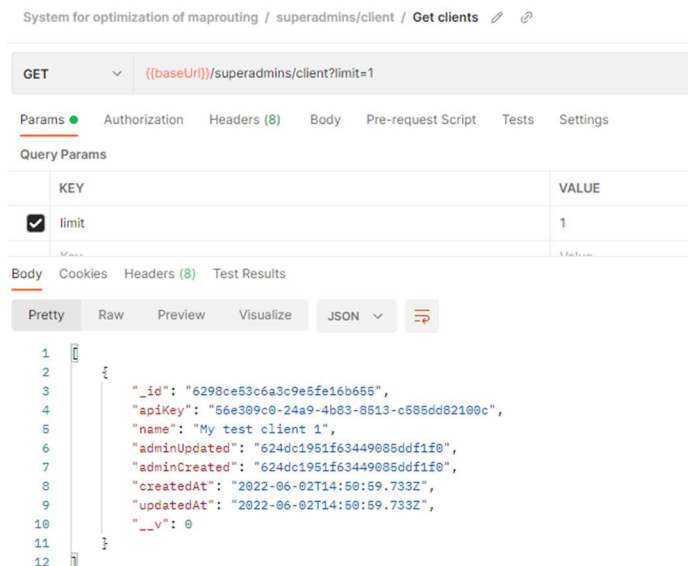 System for optimization of maprouting / superadmins/client / Get clients
GET {{baseUrl}}/superadmins/client?limit=1
Params Authorization Headers (8) Body Pre-request Script Tests Settings
Query Params
KEY VALUE
limit 1
Key Value
Body Cookies Headers (8) Test Results
Pretty Raw Preview Visualize JSON
1 [
2 {
3 "_id": "6298ce53c6a3c9e5fe16b655",
4 "apiKey": "56e309c0-24a9-4b83-8513-c585dd82100c",
5 "name": "My test client 1",
6 "adminUpdated": "624dc1951f63449085ddf1f0",
7 "adminCreated": "624dc1951f63449085ddf1f0",
8 "createdAt": "2022-06-02T14:50:59.733Z",
9 "updatedAt": "2022-06-02T14:50:59.733Z",
10 "__v": 0
11 }
12 ]